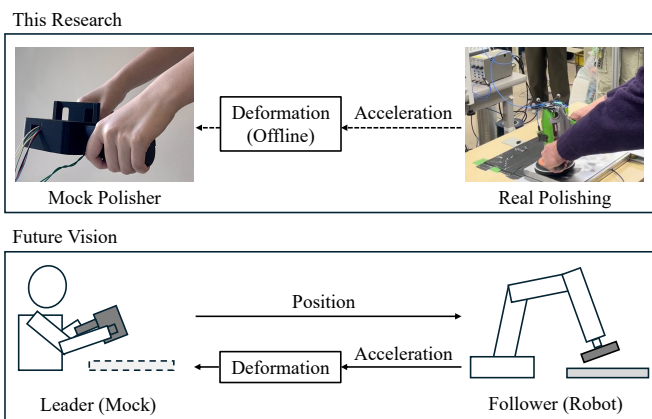 This Research
Deformation
(Offline)
Acceleration
Mock Polisher
Real Polishing
Future Vision
Position
Deformation
Acceleration
Leader (Mock)
Follower (Robot)